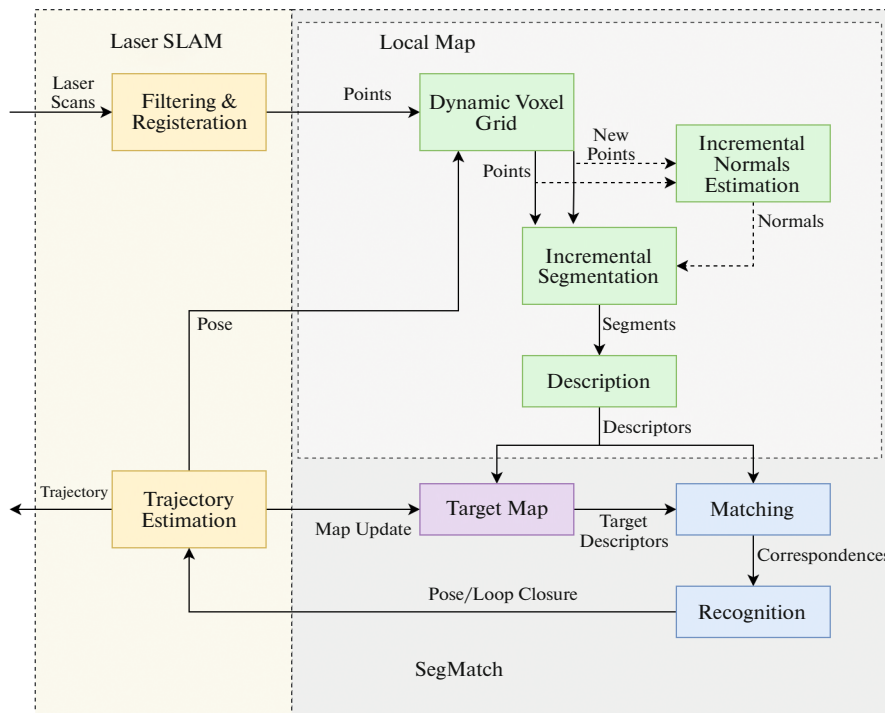 Laser SLAM
Local Map
Laser
Scans
Filtering &
Registeration
Points
Dynamic Voxel
Grid
New
Points
Points
Incremental
Normals
Estimation
Normals
Incremental
Segmentation
Pose
Segments
Description
Descriptors
Trajectory
Trajectory
Estimation
Map Update
Target Map
Target
Descriptors
Matching
Correspondences
Pose/Loop Closure
Recognition
SegMatch